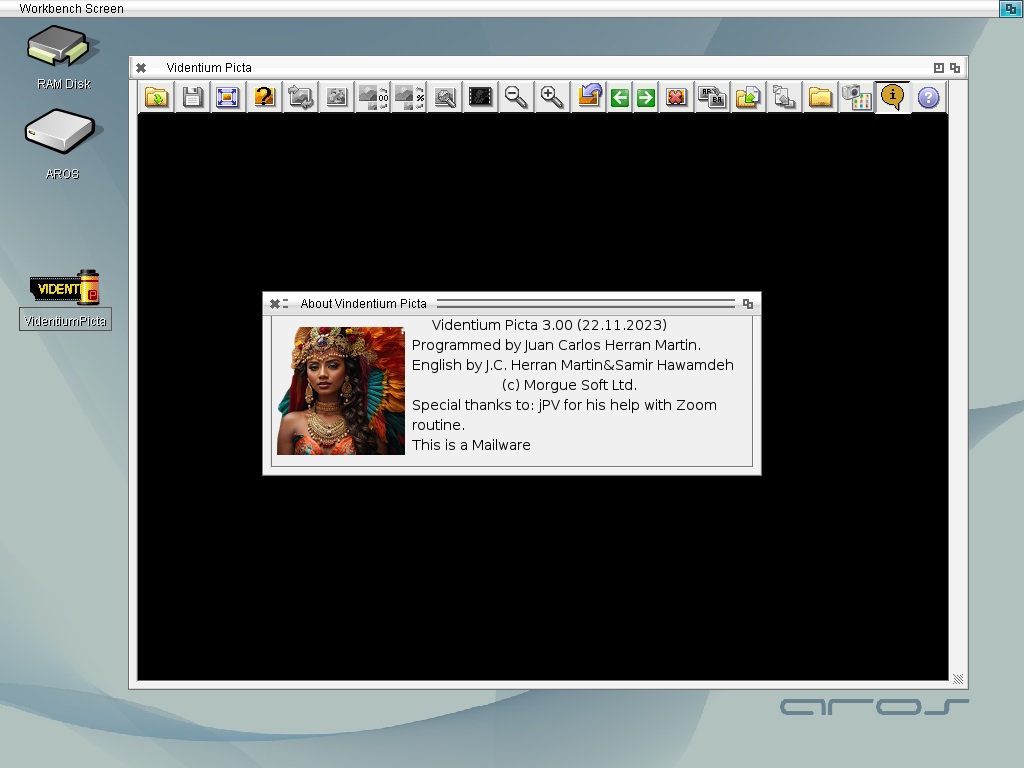 Workbench Screen
RAM Disk
AROS
VIDENT
VidentiumPicta
Videntium Picta
About Vindentium Picta
Videntium Picta 3.00 (22.11.2023)
Programmed by Juan Carlos Herran Martin.
English by J.C. Herran Martin&Samir Hawamdeh
(c) Morgue Soft Ltd.
Special thanks to: jPV for his help with Zoom
routine.
This is a Mailware
aros